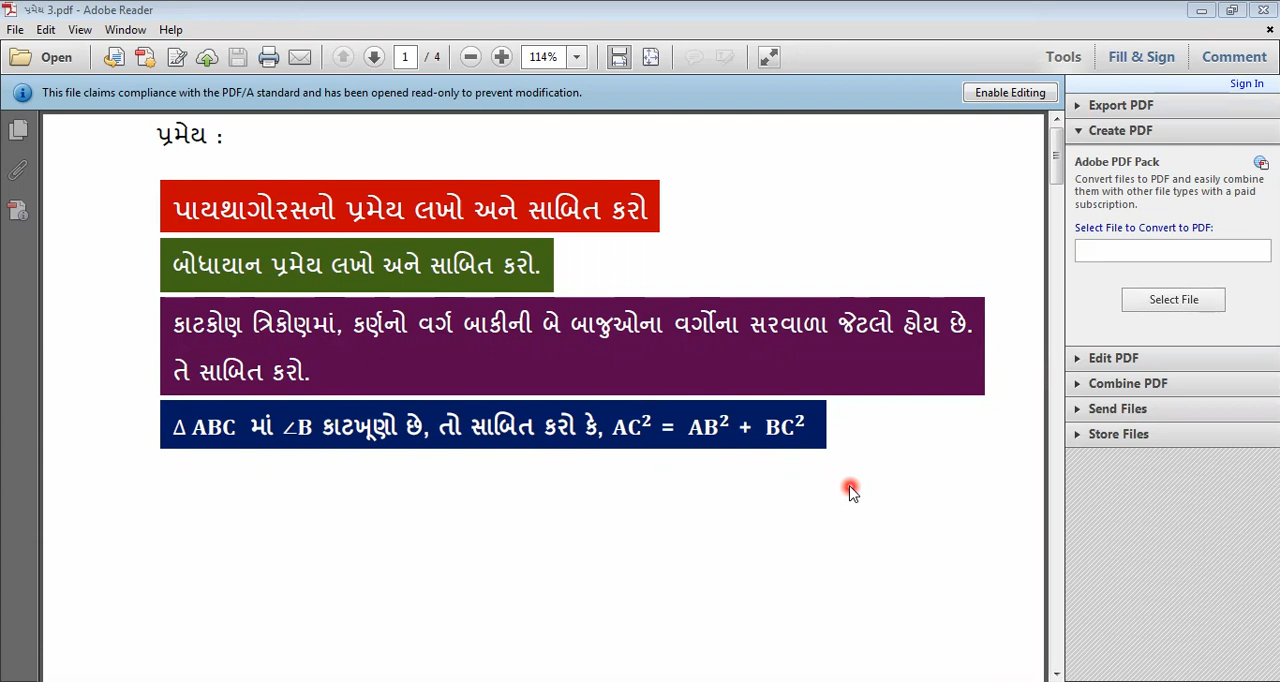 પ્રમેય 3.pdf - Adobe Reader
File Edit View Window Help
Open 1 / 4 114% Tools Fill & Sign Comment
This file claims compliance with the PDF/A standard and has been opened read-only to prevent modification. Enable Editing
Sign In
Export PDF
Create PDF
Adobe PDF Pack
Convert files to PDF and easily combine
them with other file types with a paid
subscription.
Select File to Convert to PDF:
Select File
Edit PDF
Combine PDF
Send Files
Store Files
પ્રમેય :
પાયથાગોરસનો પ્રમેય લખો અને સાબિત કરો
બોધાયાન પ્રમેય લખો અને સાબિત કરો.
કાટકોણ ત્રિકોણમાં, કર્ણનો વર્ગ બાકીની બે બાજુઓના વર્ગોના સરવાળા જેટલો હોય છે.
તે સાબિત કરો.
Δ ABC માં ∠B કાટખૂણો છે, તો સાબિત કરો કે, AC² = AB² + BC²